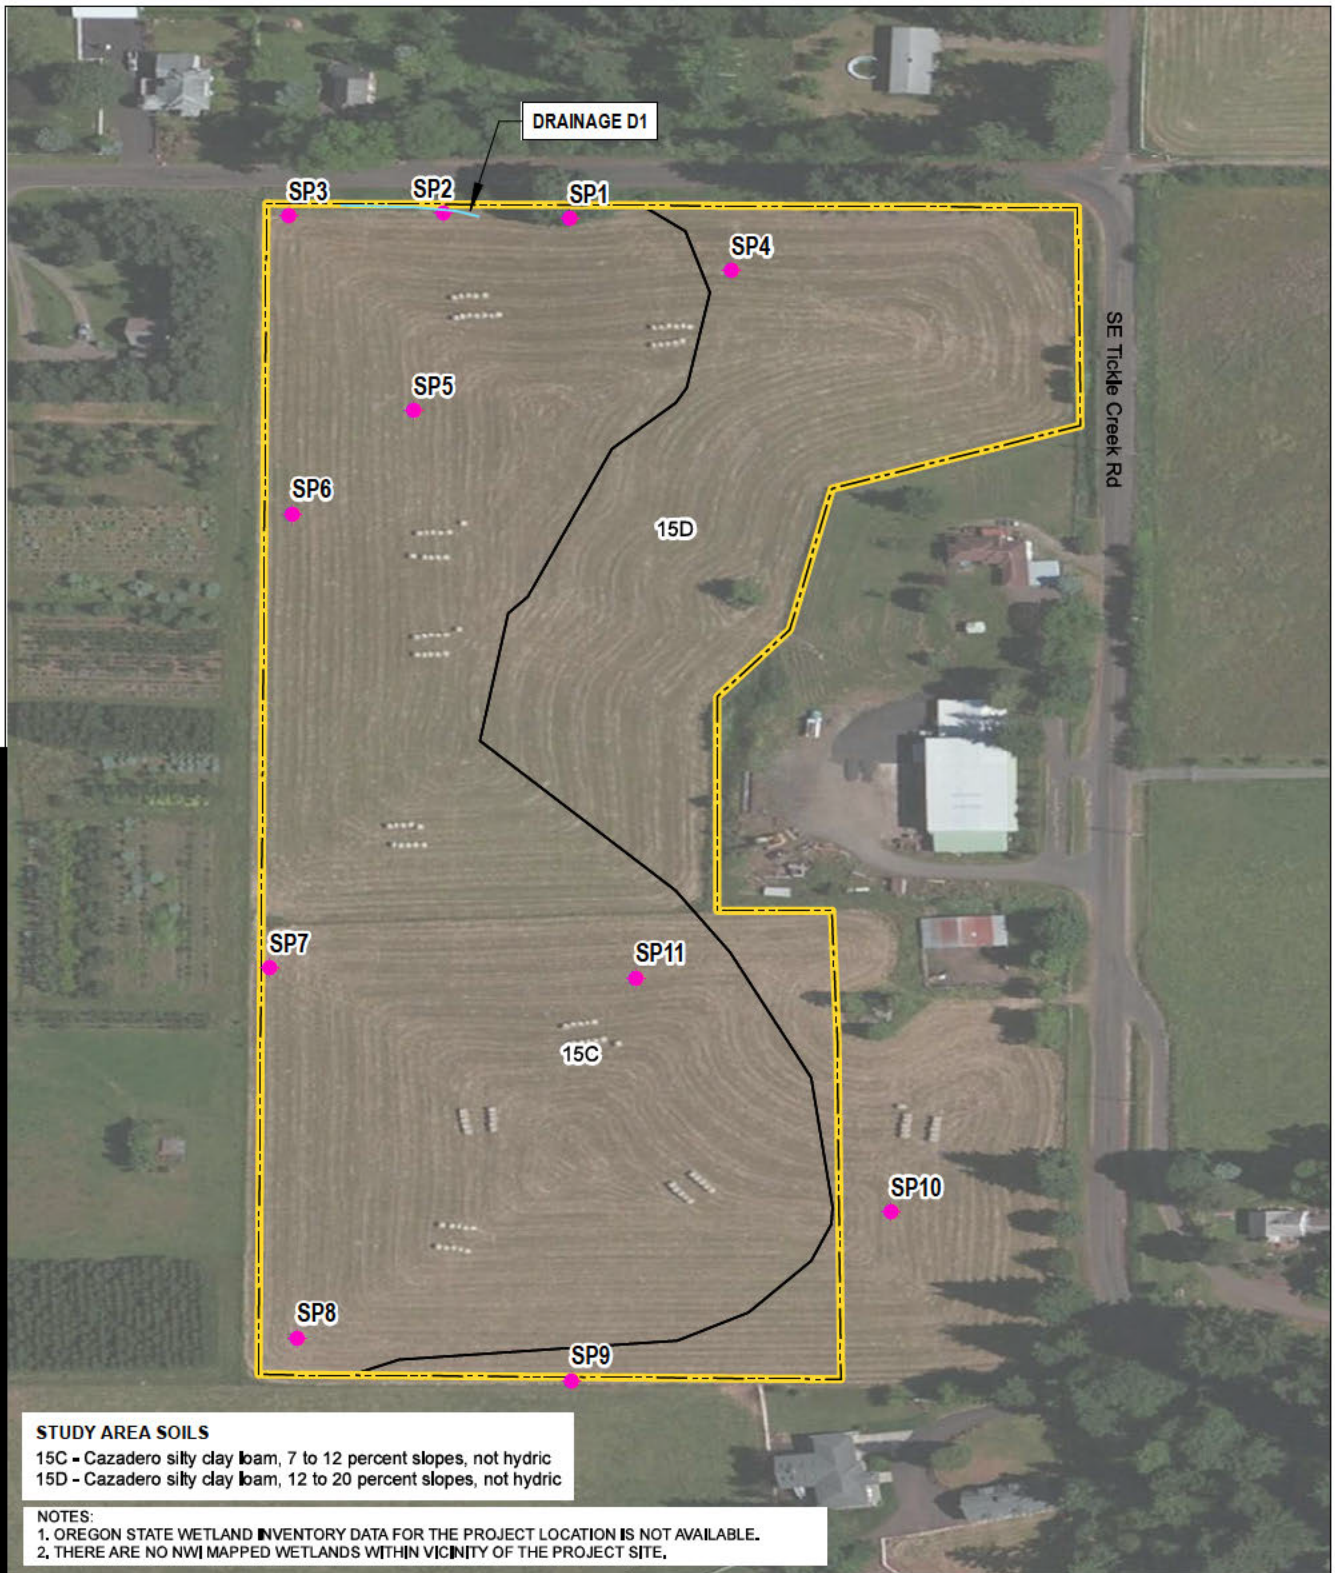 DRAINAGE D1
SP3
SP2
SP1
SP4
SE Tickle Creek Rd
SP5
SP6
15D
SP7
SP11
15C
SP10
SP8
SP9
STUDY AREA SOILS
15C - Cazadero silty clay loam, 7 to 12 percent slopes, not hydric
15D - Cazadero silty clay loam, 12 to 20 percent slopes, not hydric
NOTES:
1. OREGON STATE WETLAND INVENTORY DATA FOR THE PROJECT LOCATION IS NOT AVAILABLE.
2. THERE ARE NO NWI MAPPED WETLANDS WITHIN VICINITY OF THE PROJECT SITE.